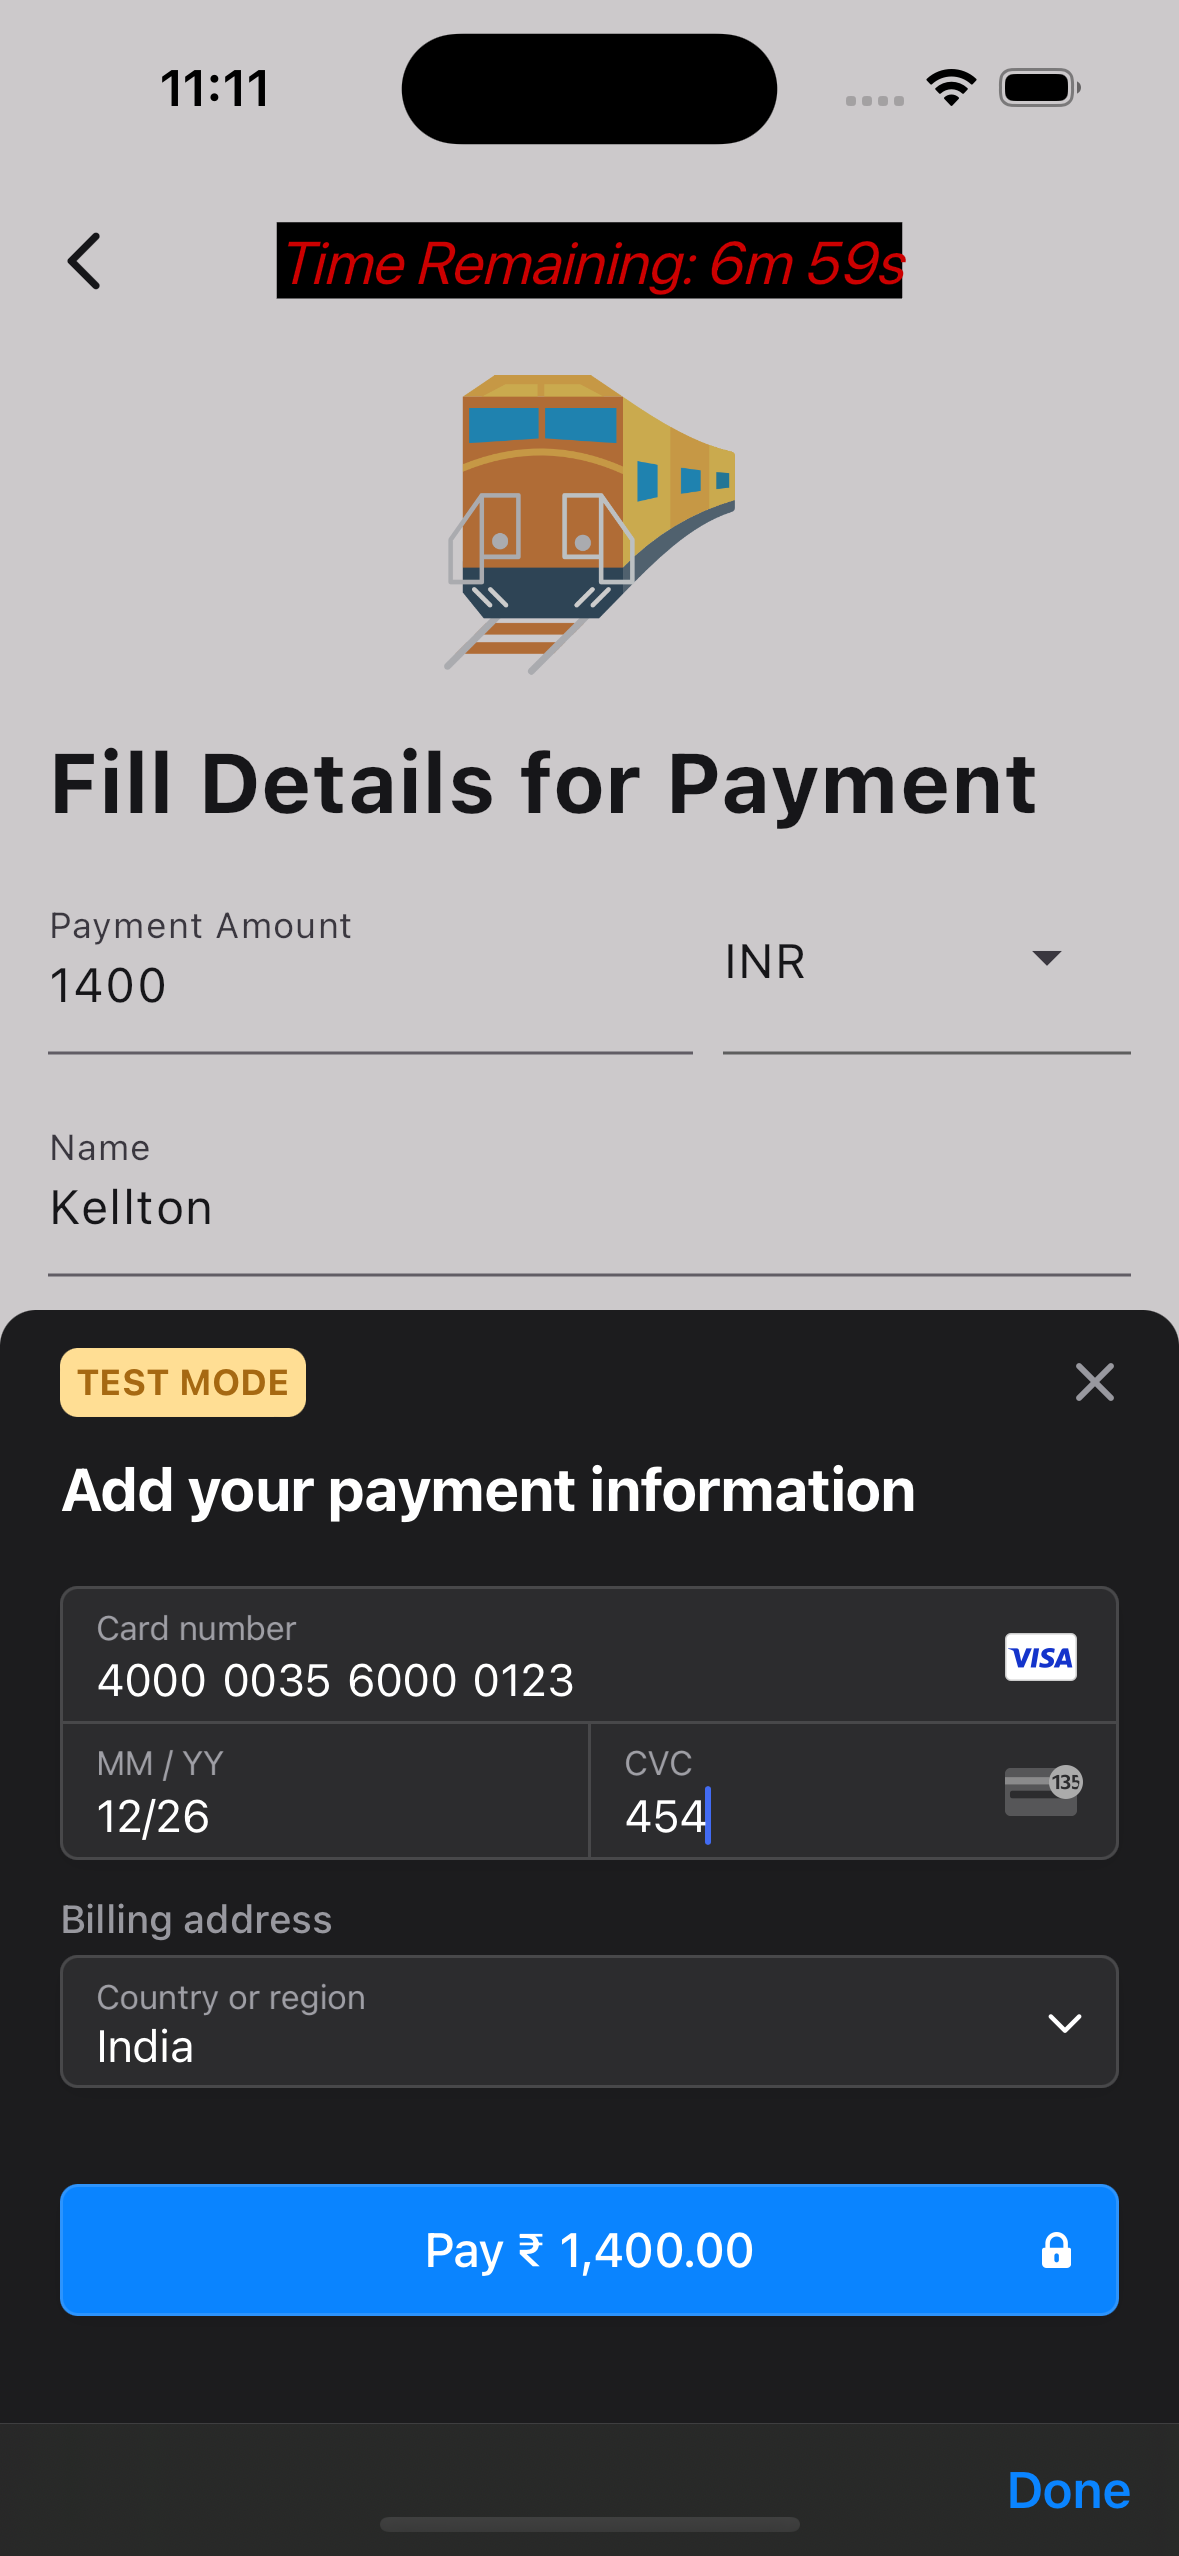 11:11
Time Remaining: 6m 59s
Fill Details for Payment
Payment Amount
1400
INR
Name
Kellton
TEST MODE
Add your payment information
Card number
4000 0035 6000 0123
VISA
MM / YY
12/26
CVC
454
135
Billing address
Country or region
India
Pay ₹ 1,400.00
Done